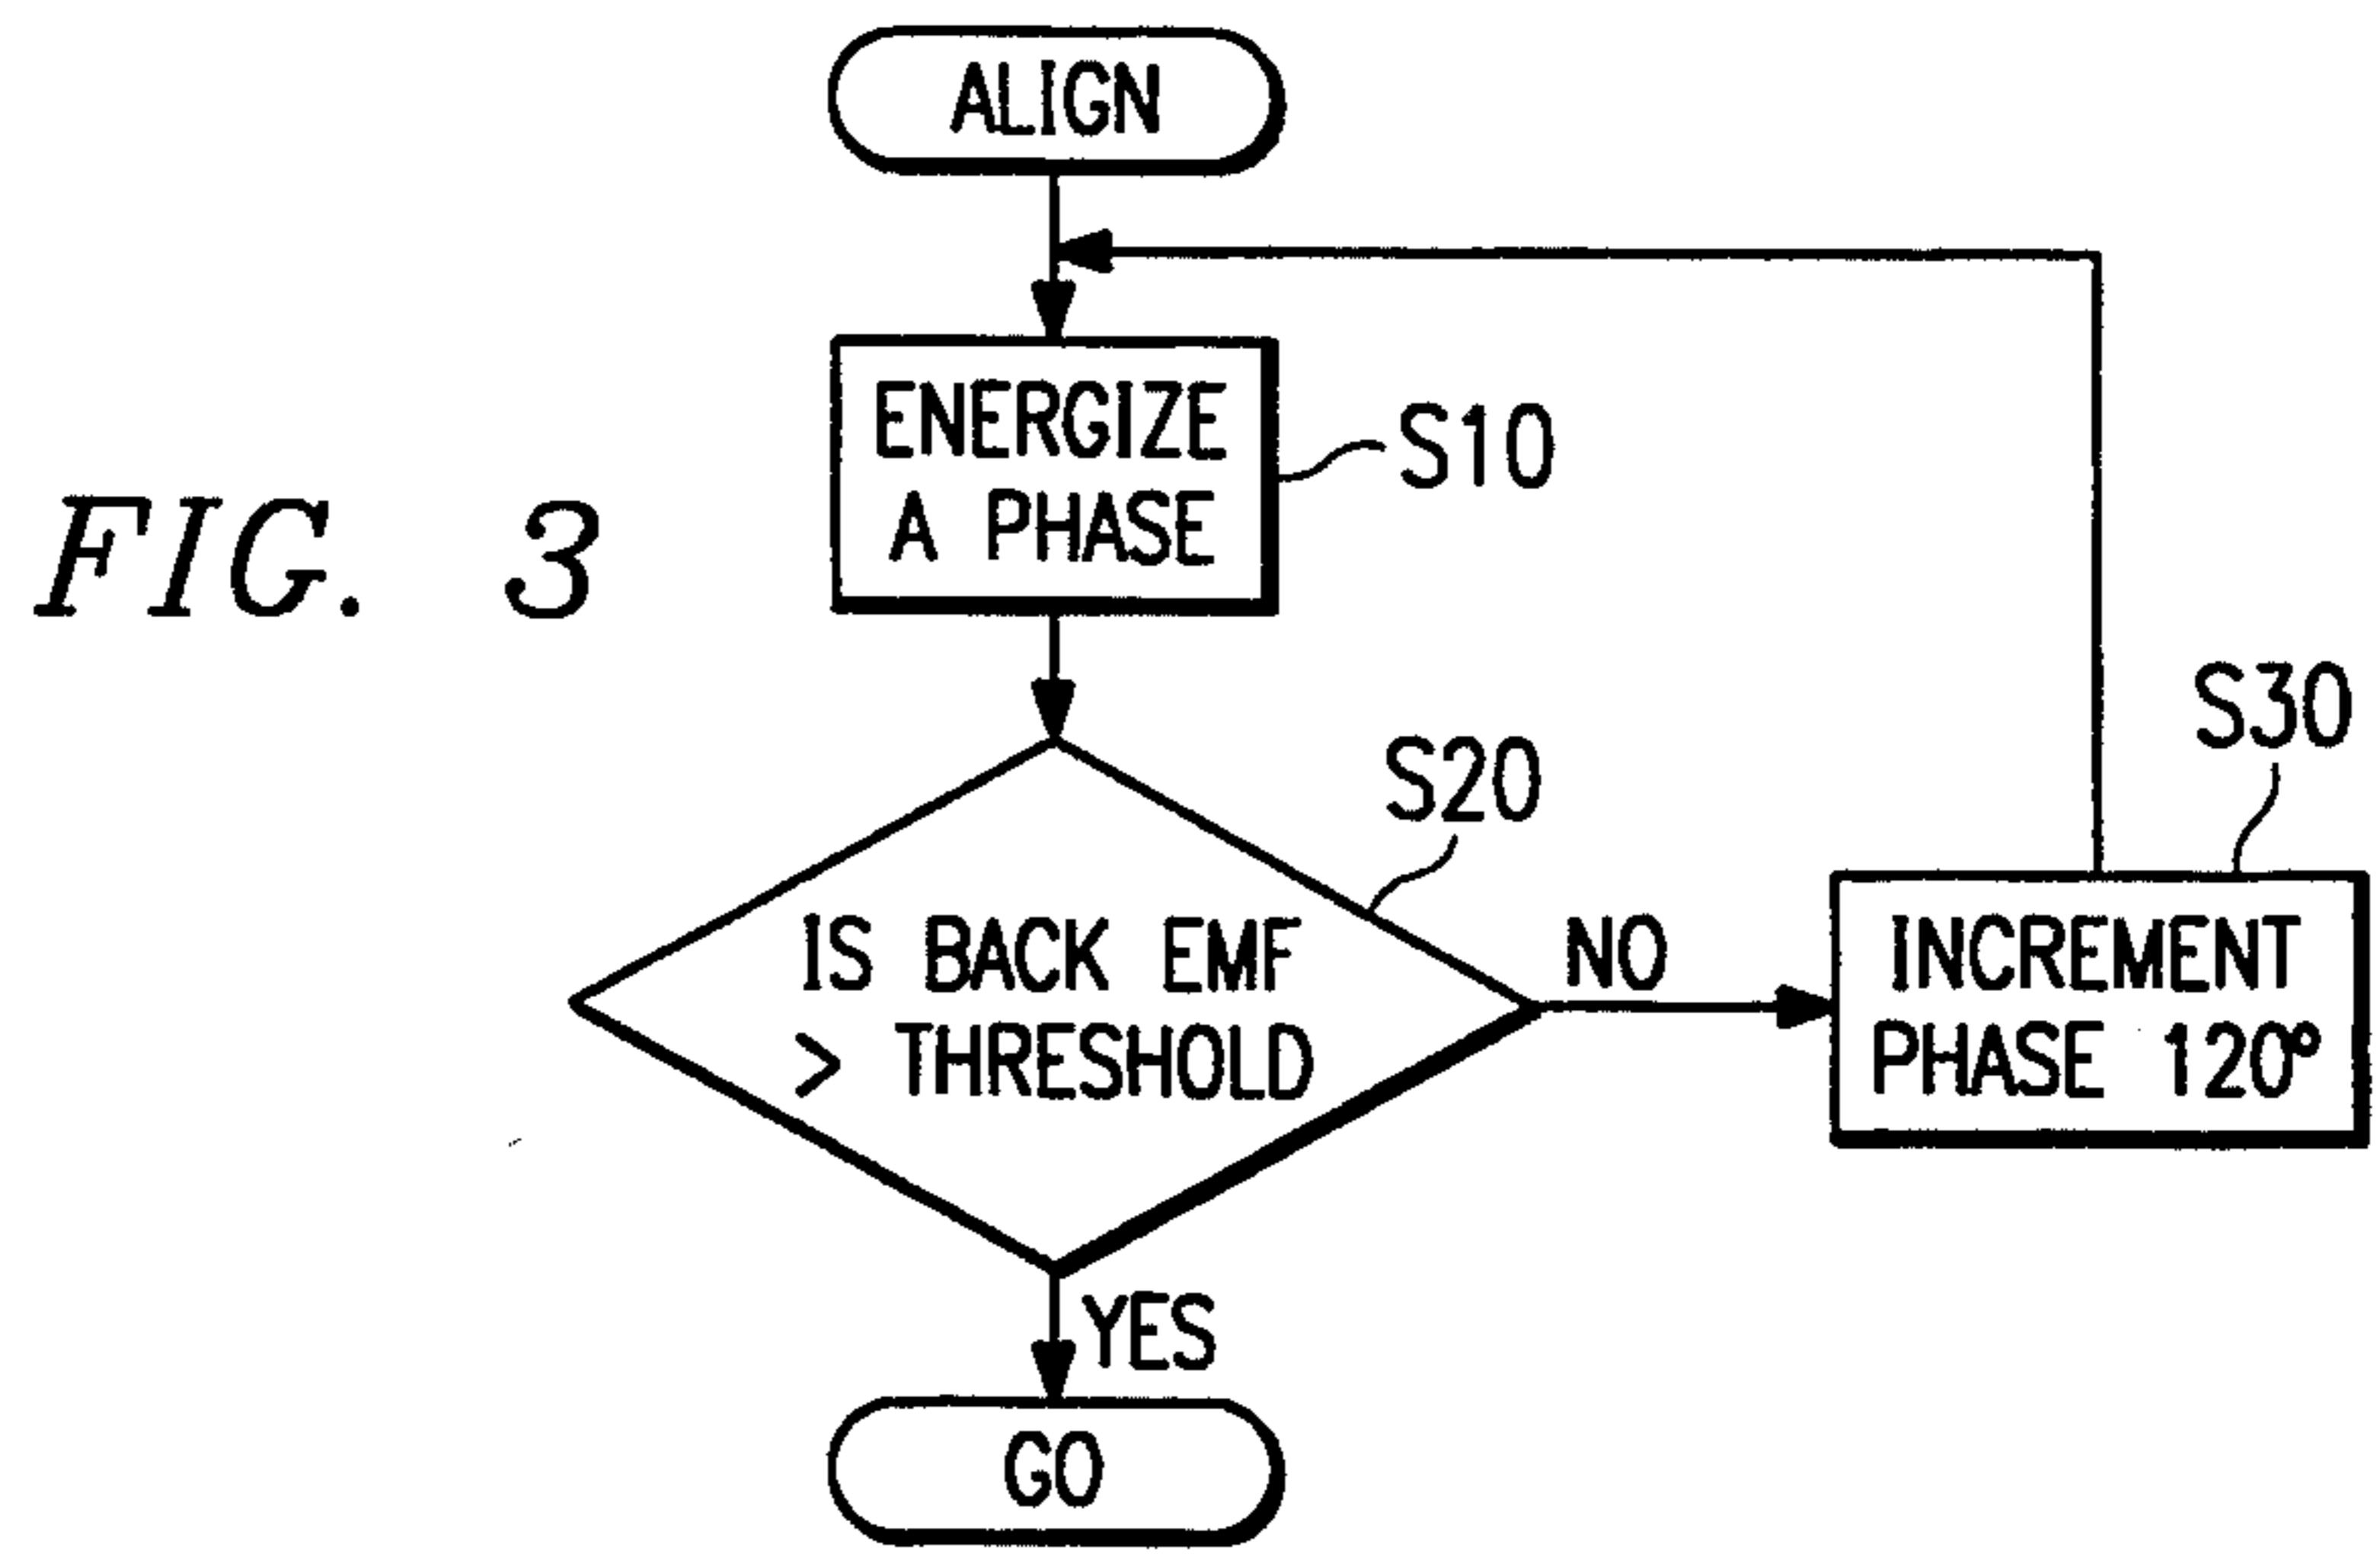 ALIGN
ENERGIZE
A PHASE
S10
FIG. 3
S20
S30
IS BACK EMF
> THRESHOLD
NO
INCREMENT
PHASE 120°
YES
GO